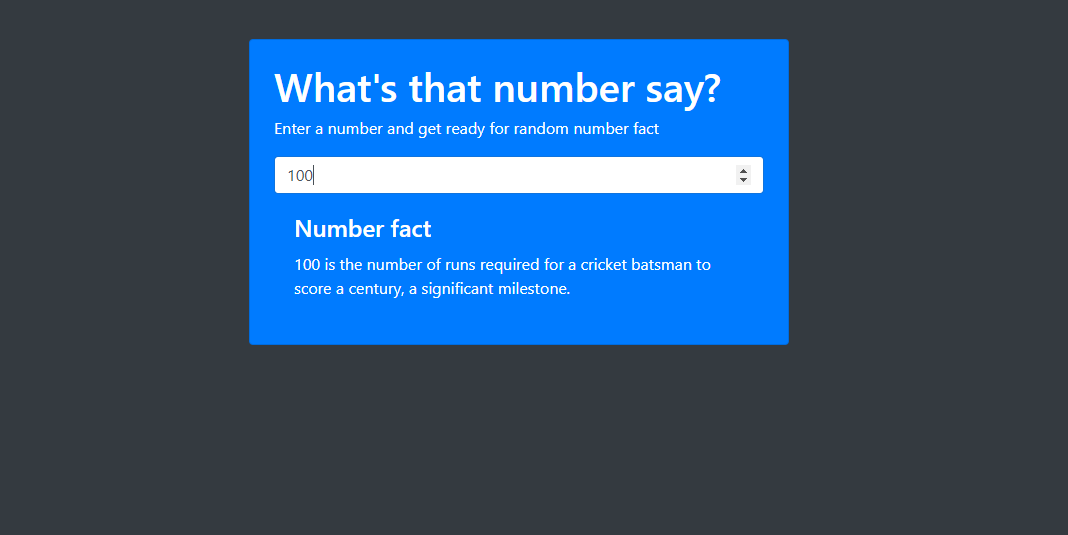 What's that number say?
Enter a number and get ready for random number fact
100
Number fact
100 is the number of runs required for a cricket batsman to
score a century, a significant milestone.